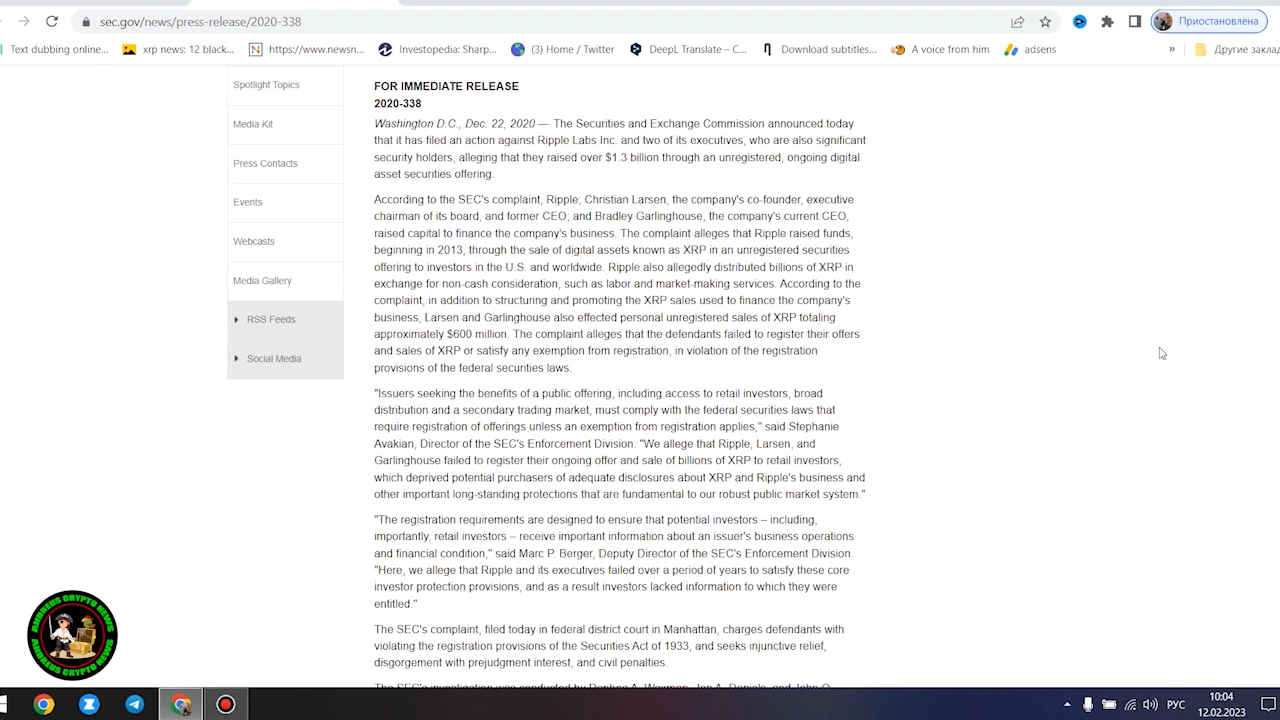 sec.gov/news/press-release/2020-338
Приостановлена
Text dubbing online...
xrp news: 12 black...
N
https://www.newsn...
Investopedia: Sharp...
(3) Home / Twitter
DeepL Translate – C...
Download subtitles...
A voice from him
adsens
»
Другие заклад
Spotlight Topics
Media Kit
Press Contacts
Events
Webcasts
Media Gallery
RSS Feeds
Social Media
FOR IMMEDIATE RELEASE
2020-338
Washington D.C., Dec. 22, 2020 — The Securities and Exchange Commission announced today
that it has filed an action against Ripple Labs Inc. and two of its executives, who are also significant
security holders, alleging that they raised over $1.3 billion through an unregistered, ongoing digital
asset securities offering.
According to the SEC's complaint, Ripple; Christian Larsen, the company's co-founder, executive
chairman of its board, and former CEO; and Bradley Garlinghouse, the company's current CEO,
raised capital to finance the company's business. The complaint alleges that Ripple raised funds,
beginning in 2013, through the sale of digital assets known as XRP in an unregistered securities
offering to investors in the U.S. and worldwide. Ripple also allegedly distributed billions of XRP in
exchange for non-cash consideration, such as labor and market-making services. According to the
complaint, in addition to structuring and promoting the XRP sales used to finance the company's
business, Larsen and Garlinghouse also effected personal unregistered sales of XRP totaling
approximately $600 million. The complaint alleges that the defendants failed to register their offers
and sales of XRP or satisfy any exemption from registration, in violation of the registration
provisions of the federal securities laws.
"Issuers seeking the benefits of a public offering, including access to retail investors, broad
distribution and a secondary trading market, must comply with the federal securities laws that
require registration of offerings unless an exemption from registration applies," said Stephanie
Avakian, Director of the SEC's Enforcement Division. "We allege that Ripple, Larsen, and
Garlinghouse failed to register their ongoing offer and sale of billions of XRP to retail investors,
which deprived potential purchasers of adequate disclosures about XRP and Ripple's business and
other important long-standing protections that are fundamental to our robust public market system."
"The registration requirements are designed to ensure that potential investors – including,
importantly, retail investors – receive important information about an issuer's business operations
and financial condition," said Marc P. Berger, Deputy Director of the SEC's Enforcement Division.
"Here, we allege that Ripple and its executives failed over a period of years to satisfy these core
investor protection provisions, and as a result investors lacked information to which they were
entitled."
The SEC's complaint, filed today in federal district court in Manhattan, charges defendants with
violating the registration provisions of the Securities Act of 1933, and seeks injunctive relief,
disgorgement with prejudgment interest, and civil penalties.
The SEC's investigation was conducted by Daphna A. Waxman, Jon A. Daniels, and John O.
ANDREUS CRYPTO NEWS
ANDREUS CRYPTO NEWS
РУС
10:04
12.02.2023